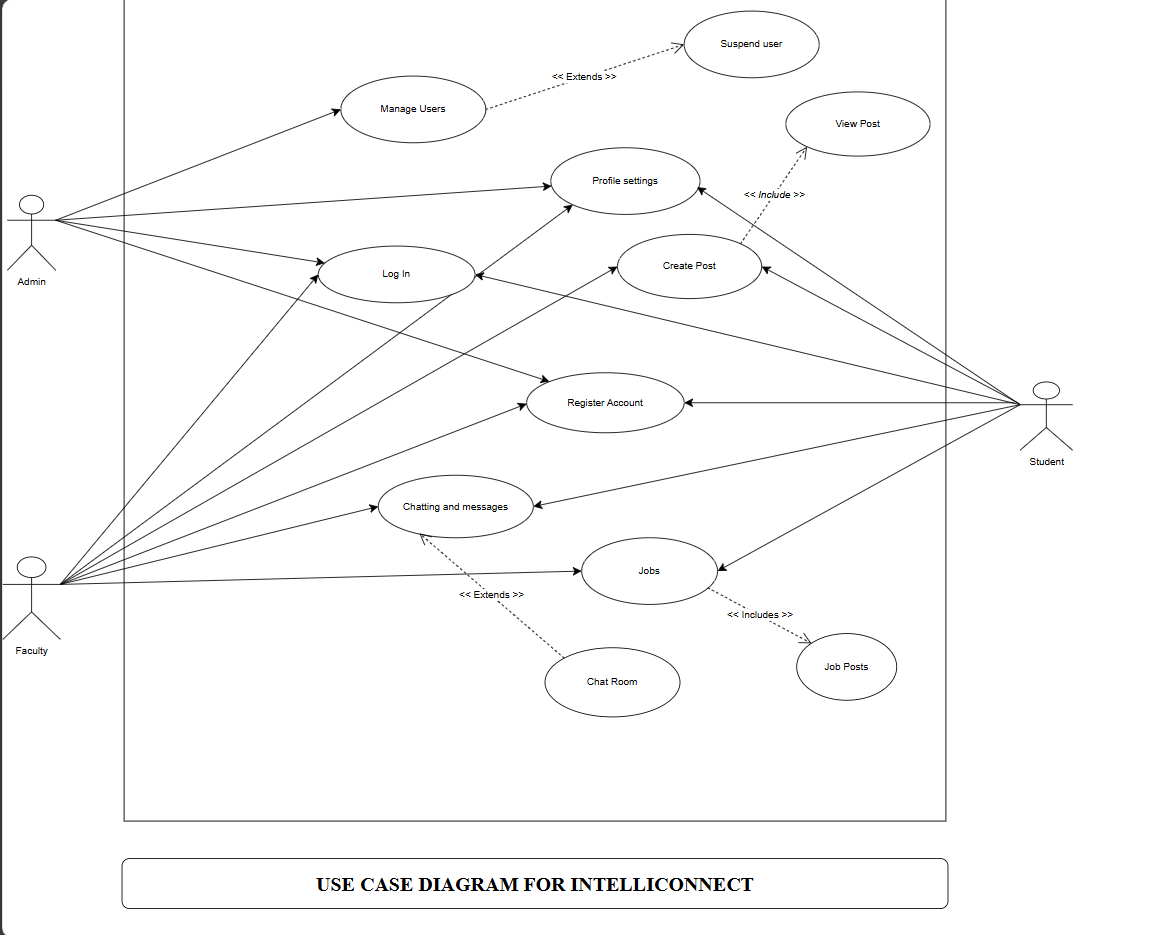 Suspend user
<< Extends >>
Manage Users
View Post
Profile settings
<< Include >>
Create Post
Log In
Admin
Register Account
Student
Chatting and messages
Jobs
<< Extends >>
<< Includes >>
Faculty
Job Posts
Chat Room
USE CASE DIAGRAM FOR INTELLICONNECT